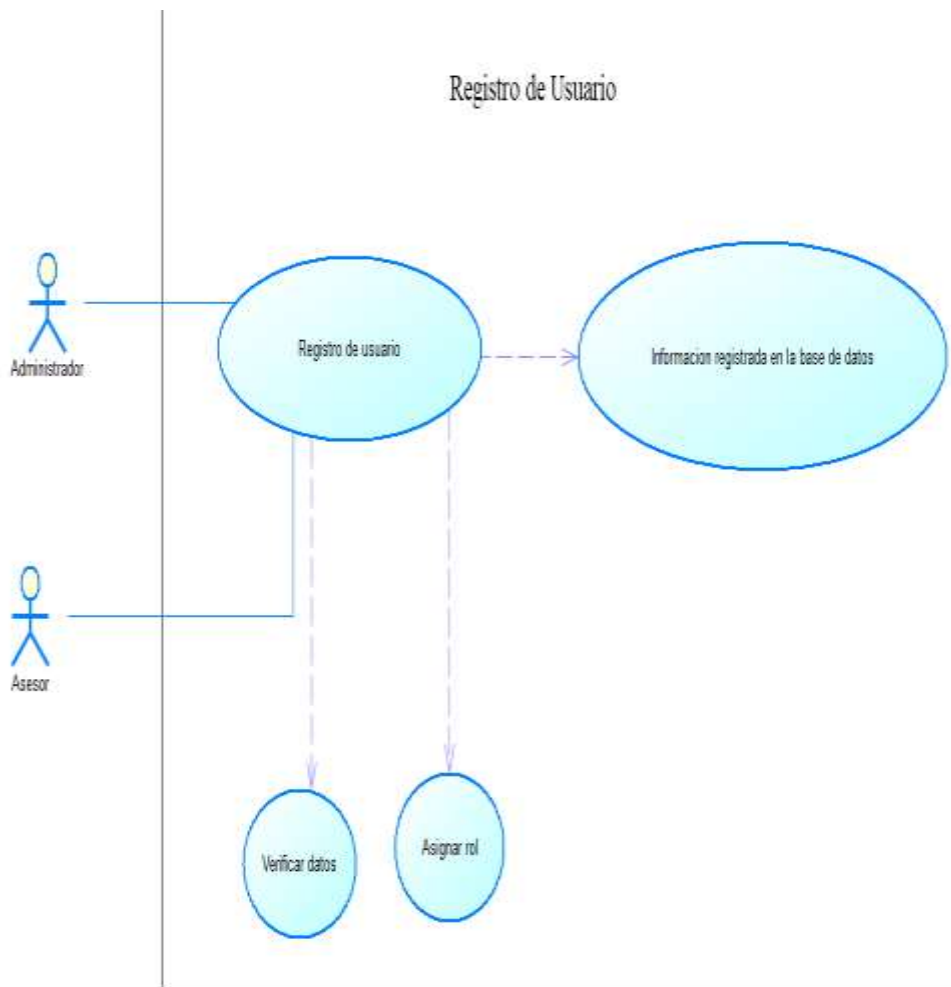 Registro de Usuario
Administrador
Registro de usuario
Informacion registrada en la base de datos
Asesor
Verificar datos
Asignar rol